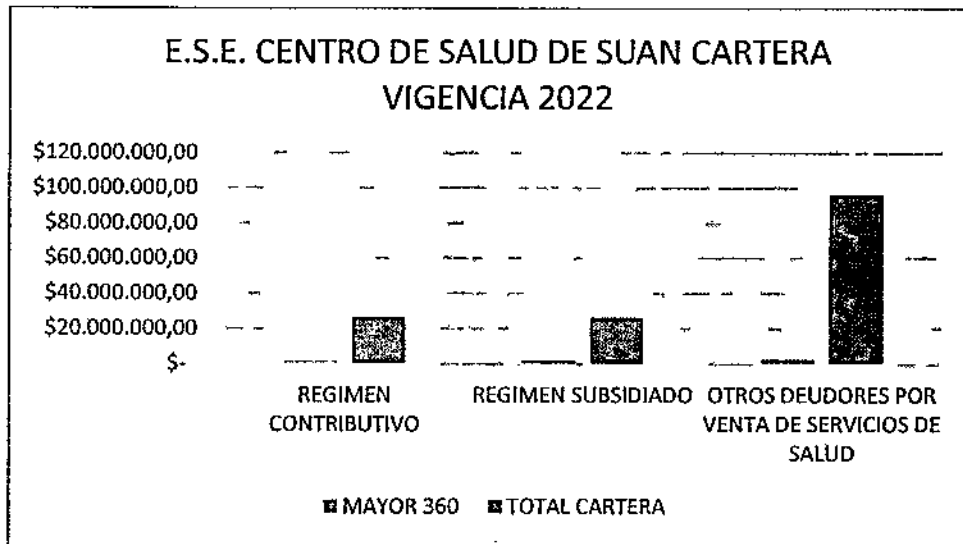 E.S.E. CENTRO DE SALUD DE SUAN CARTERA
VIGENCIA 2022
$120.000.000,00
$100.000.000,00
$80.000.000,00
$60.000.000,00
$40.000.000,00
$20.000.000,00
$-
REGIMEN
CONTRIBUTIVO
REGIMEN SUBSIDIADO
OTROS DEUDORES POR
VENTA DE SERVICIOS DE
SALUD
MAYOR 360
TOTAL CARTERA